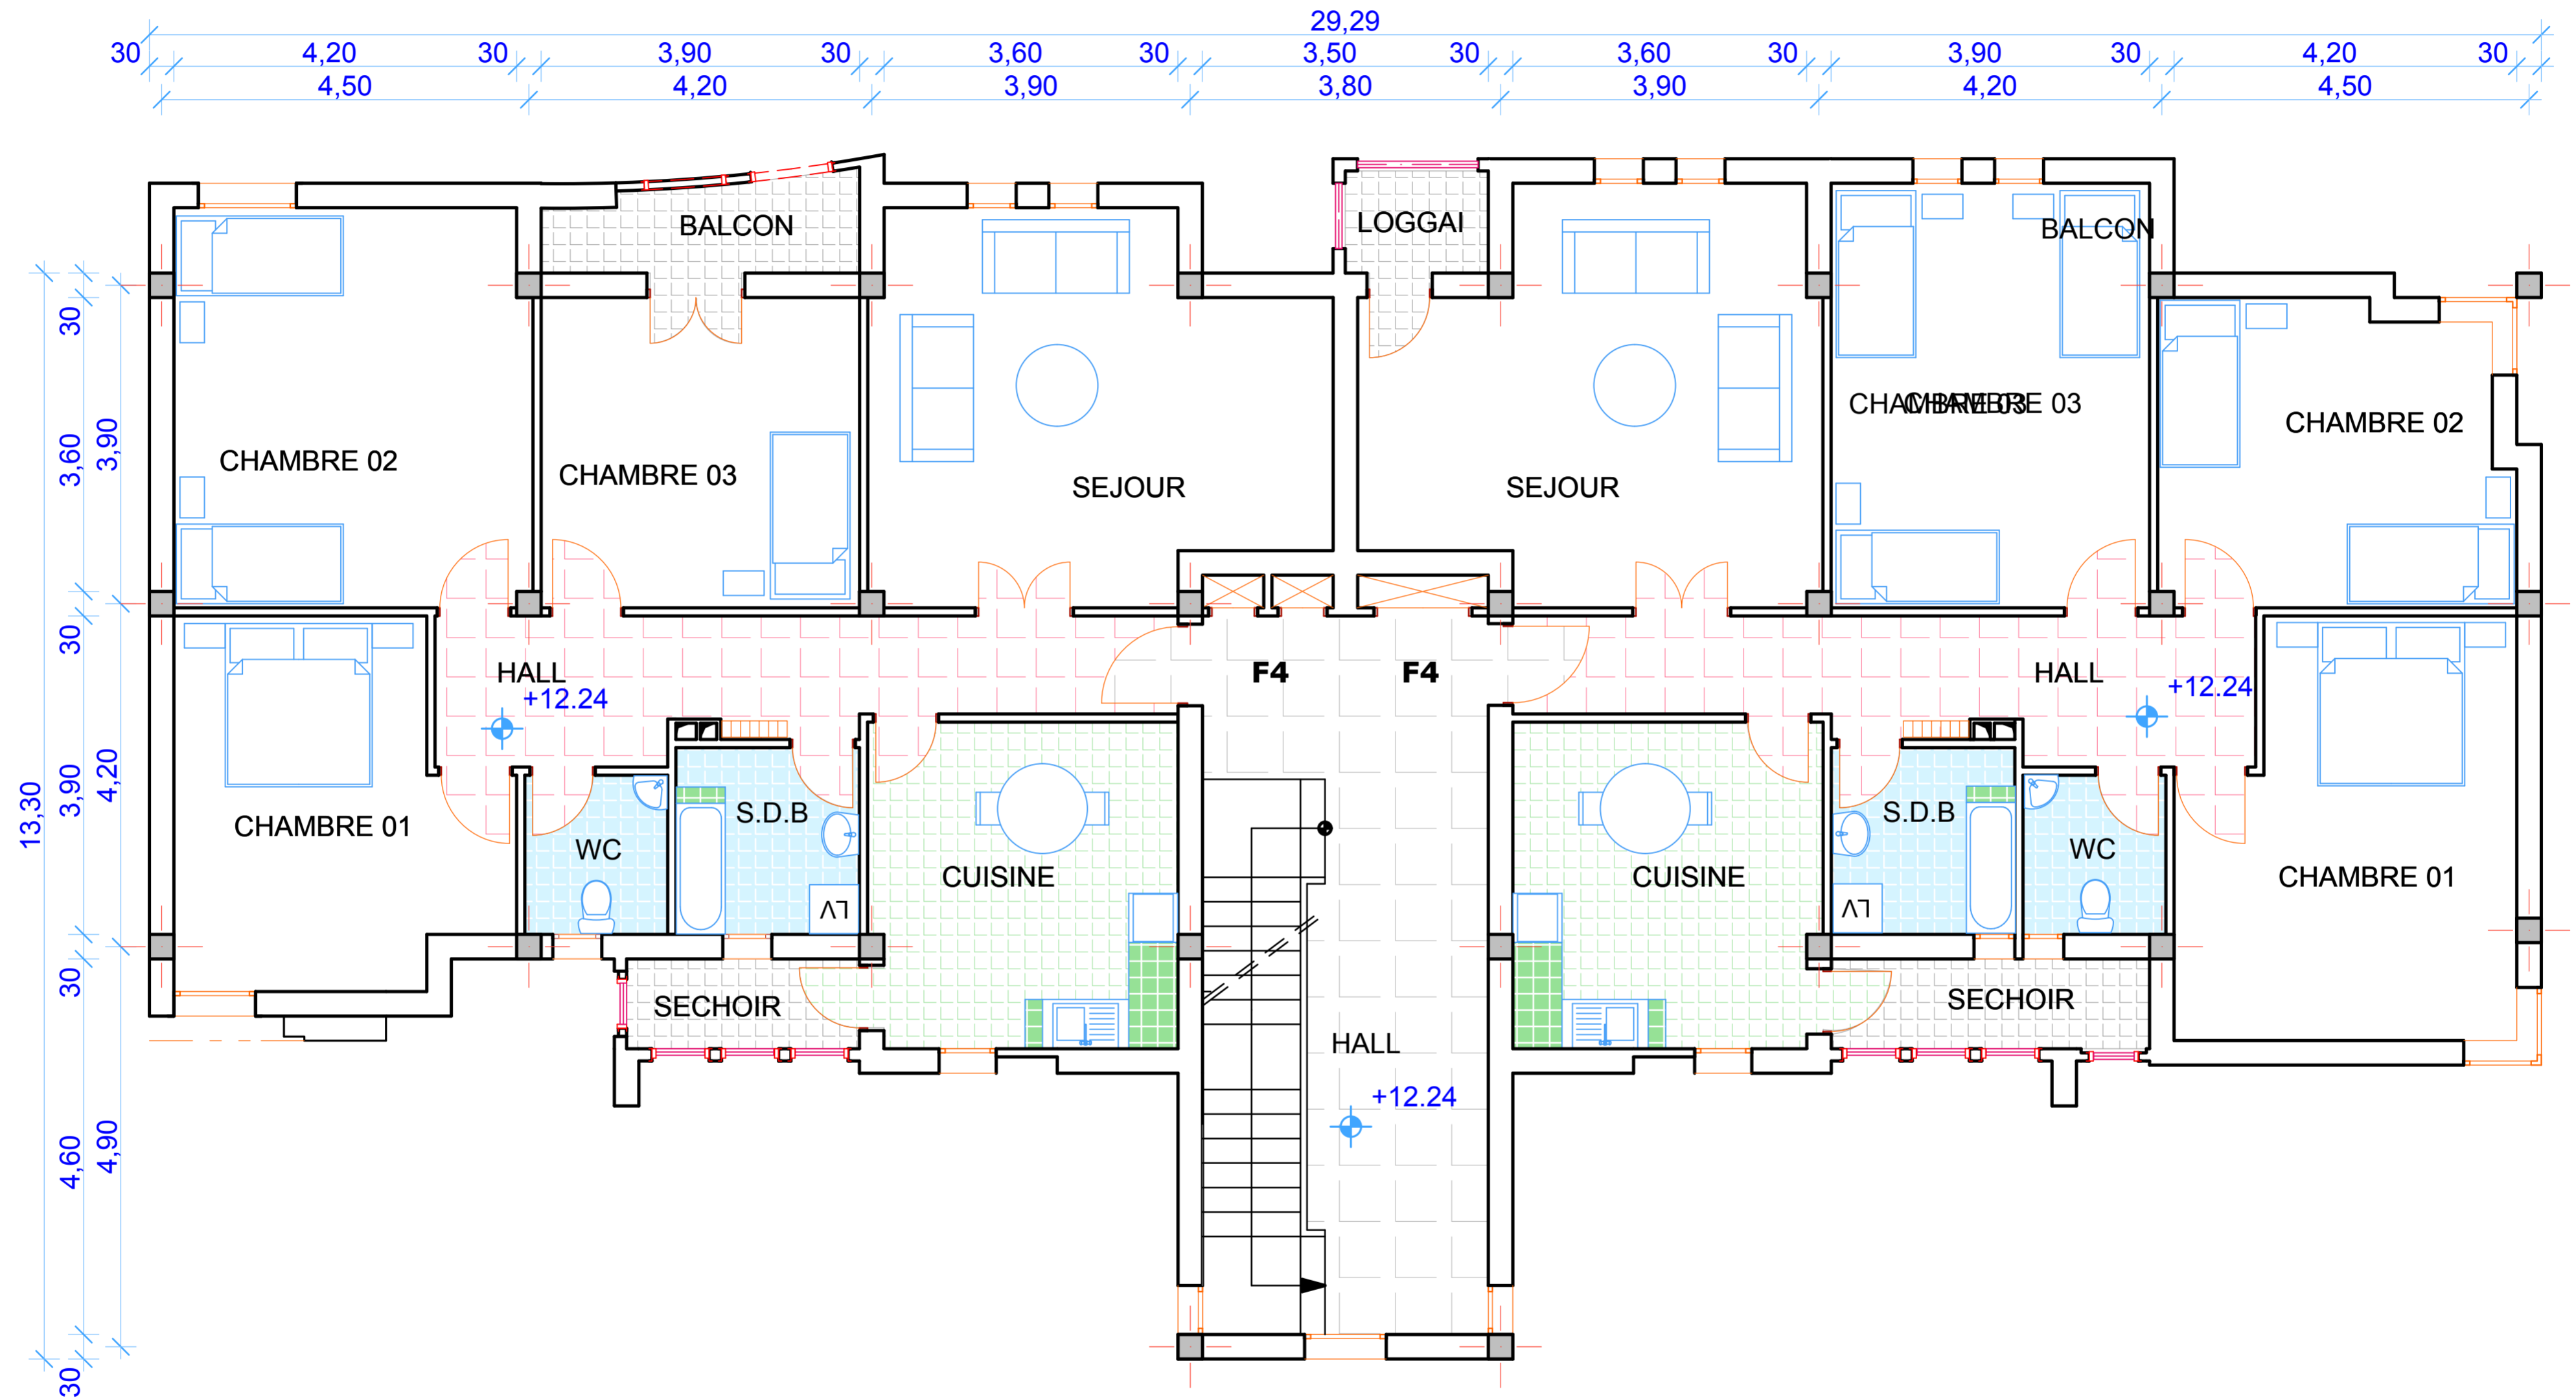 29,29
30 4,20 30 3,90 30 3,60 30 3,50 30 3,60 30 3,90 30 4,20 30
4,50 4,20 3,90 3,80 3,90 4,20 4,50
BALCON
LOGGAI
BALCON
CHAMBRE 02
CHAMBRE 03
SEJOUR
SEJOUR
CHAMBRE 03
CHAMBRE 03
CHAMBRE 02
HALL
+12.24
F4
F4
HALL
+12.24
CHAMBRE 01
WC
S.D.B
LV
CUISINE
CUISINE
S.D.B
LV
WC
CHAMBRE 01
SECHOIR
SECHOIR
HALL
+12.24
13,30
30 3,60 30 3,90 30 4,60 30
3,90 4,20 4,90